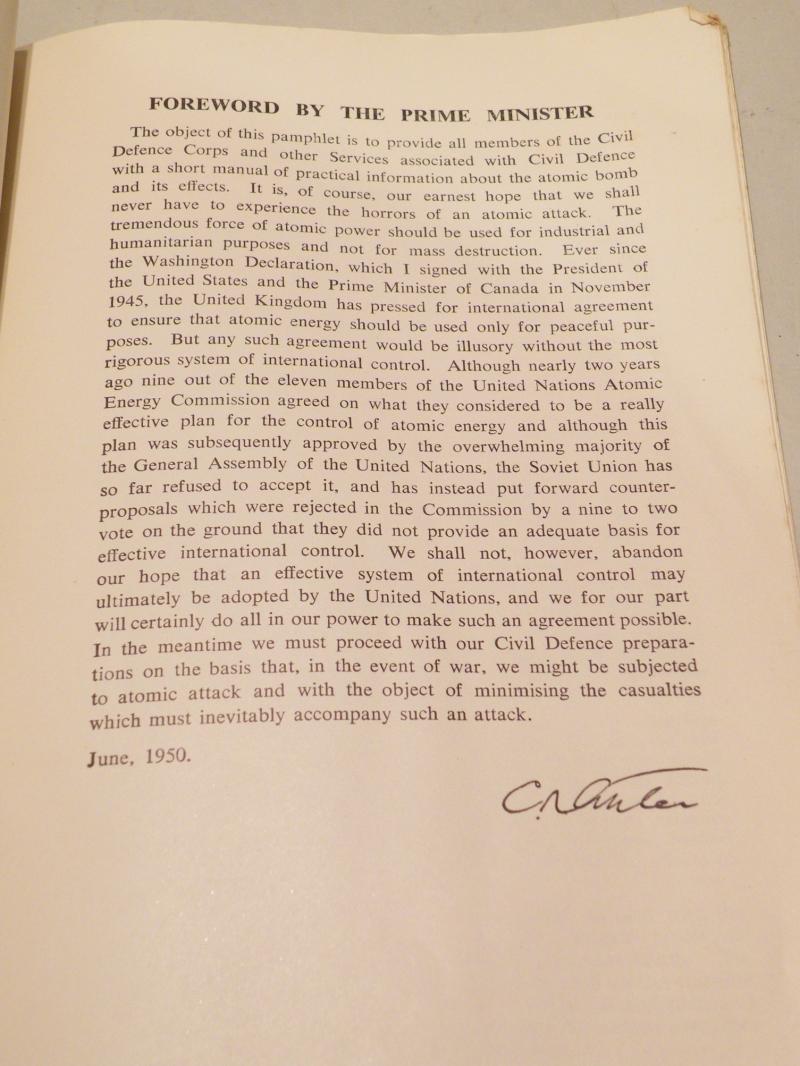 FOREWORD BY THE PRIME MINISTER
The object of this pamphlet is to provide all members of the Civil
Defence Corps and other Services associated with Civil Defence
with a short manual of practical information about the atomic bomb
and its effects. It is, of course, our earnest hope that we shall
never have to experience the horrors of an atomic attack. The
tremendous force of atomic power should be used for industrial and
humanitarian purposes and not for mass destruction. Ever since
the Washington Declaration, which I signed with the President of
the United States and the Prime Minister of Canada in November
1945, the United Kingdom has pressed for international agreement
to ensure that atomic energy should be used only for peaceful pur-
poses. But any such agreement would be illusory without the most
rigorous system of international control. Although nearly two years
ago nine out of the eleven members of the United Nations Atomic
Energy Commission agreed on what they considered to be a really
effective plan for the control of atomic energy and although this
plan was subsequently approved by the overwhelming majority of
the General Assembly of the United Nations, the Soviet Union has
so far refused to accept it, and has instead put forward counter-
proposals which were rejected in the Commission by a nine to two
vote on the ground that they did not provide an adequate basis for
effective international control. We shall not, however, abandon
our hope that an effective system of international control may
ultimately be adopted by the United Nations, and we for our part
will certainly do all in our power to make such an agreement possible.
In the meantime we must proceed with our Civil Defence prepara-
tions on the basis that, in the event of war, we might be subjected
to atomic attack and with the object of minimising the casualties
which must inevitably accompany such an attack.
June, 1950.
C.R. Attlee